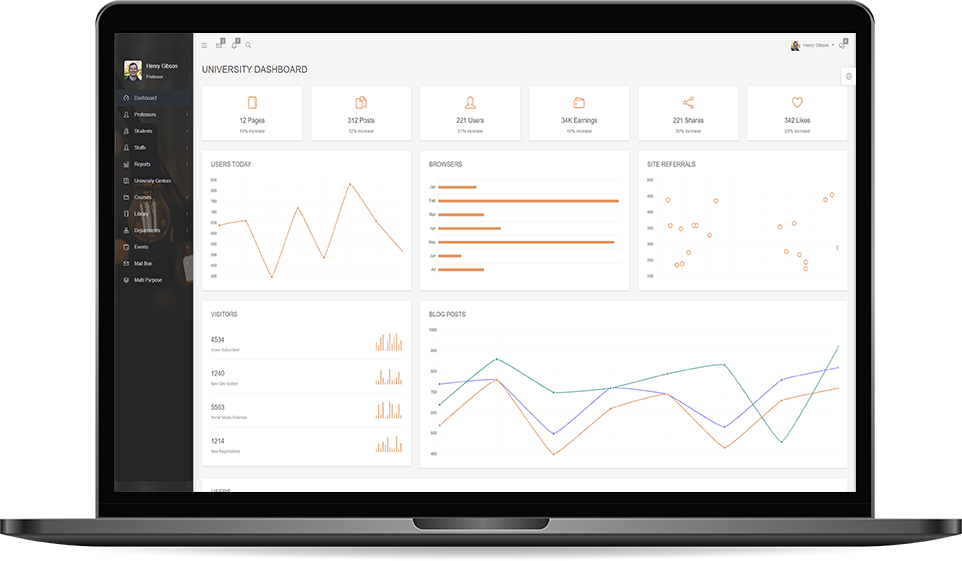 Henry Gibson
Professor
Dashboard
Professors
Students
Staffs
Reports
University Centres
Courses
Library
Departments
Events
Mail Box
Multi Purpose
Henry Gibson
UNIVERSITY DASHBOARD
12 Pages
312 Posts
10% increase
221 Users
34K Earnings
10% increase
221 Shares
30% increase
342 Likes
20% increase
USERS TODAY
900
850
800
750
700
650
600
550
500
450
400
BROWSERS
Jan
Feb
Mar
Apr
May
Jun
Jul
SITE REFERRALS
500
450
400
350
300
250
200
VISITORS
4534
Users Subscribed
1240
New Site Visitors
5503
Social Media Referrals
1214
New Registrations
BLOG POSTS
1000
900
800
700
600
500
400
USERS